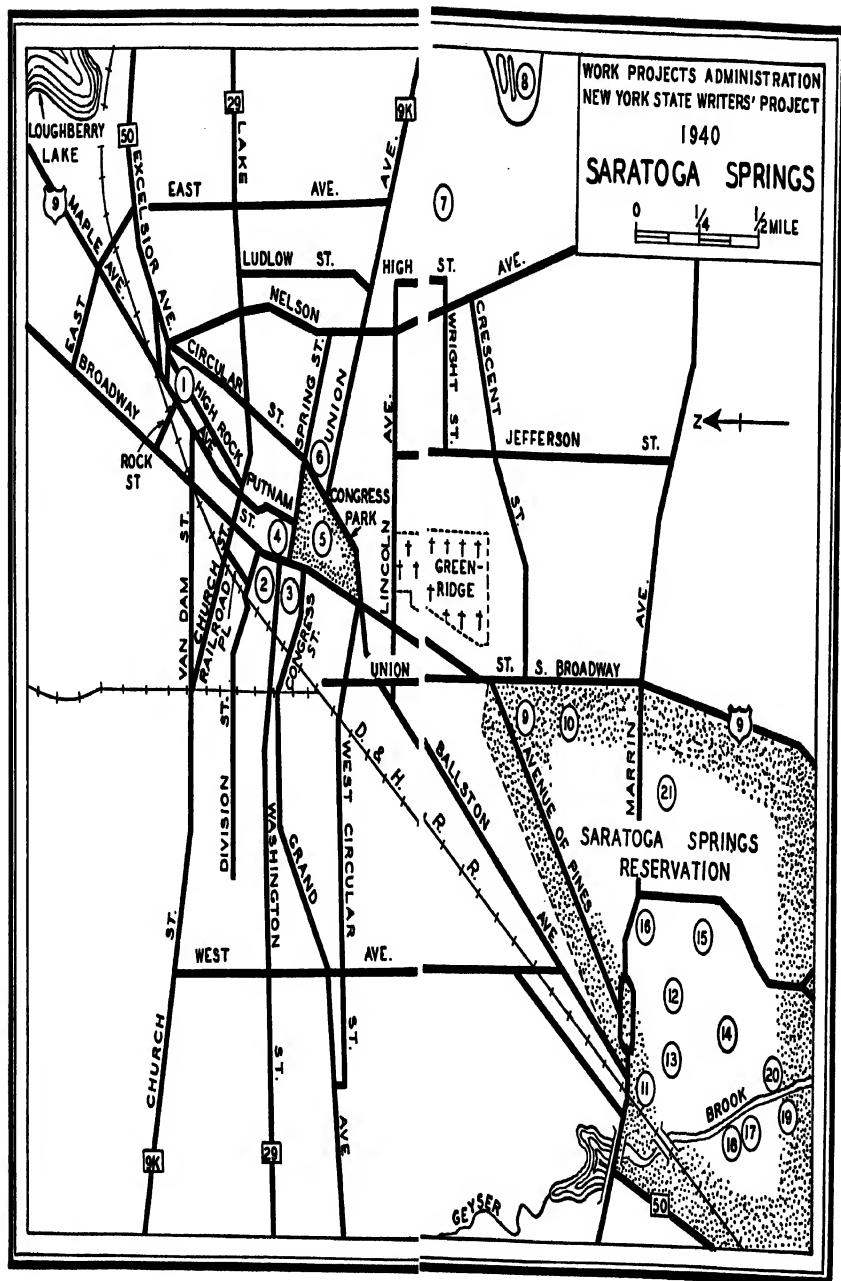 WORK PROJECTS ADMINISTRATION
NEW YORK STATE WRITERS' PROJECT
1940
SARATOGA SPRINGS
0 1/4 1/2 MILE
LOUGHBERRY
LAKE
50
29
9K
8
9
EXCELSIOR AVE.
LAKE
AVE.
EAST AVE.
7
MAPLE AVE.
LUDLOW ST.
HIGH ST.
NELSON AVE.
EAST
BROADWAY
CIRCULAR ST.
SPRING ST.
UNION
AVE.
WRIGHT ST.
CRESCENT
ST.
1
HIGH ROCK
AVE
ROCK
ST
Z
JEFFERSON ST.
6
PUTNAM
ST.
CONGRESS
PARK
4
5
LINCOLN
GREEN-
RIDGE
VAN DAM ST.
CHURCH ST.
RAILROAD
PL
2
3
CONGRESS
ST.
AVE.
UNION ST.
S. BROADWAY
9
10
9
DIVISION ST.
D. & H. R. R.
WEST CIRCULAR
ST.
BALLSTON
AVE.
AVENUE OF PINES
MARRIN
21
SARATOGA SPRINGS
RESERVATION
WASHINGTON
ST.
GRAND
AVE
16
15
WEST AVE.
12
14
CHURCH
ST.
13
11
20
BROOK
19
18
17
9K
29
GEYSER
50